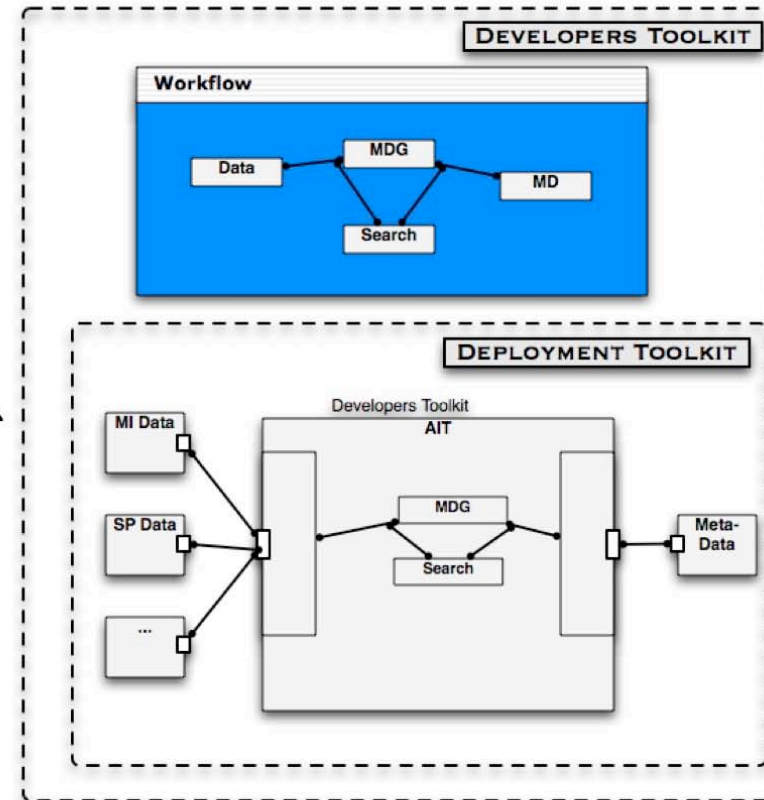 DEVELOPERS TOOLKIT
Workflow
Data
MDG
MD
Search
DEPLOYMENT TOOLKIT
Developers Toolkit
AIT
MI Data
SP Data
...
MDG
Search
Meta-
Data